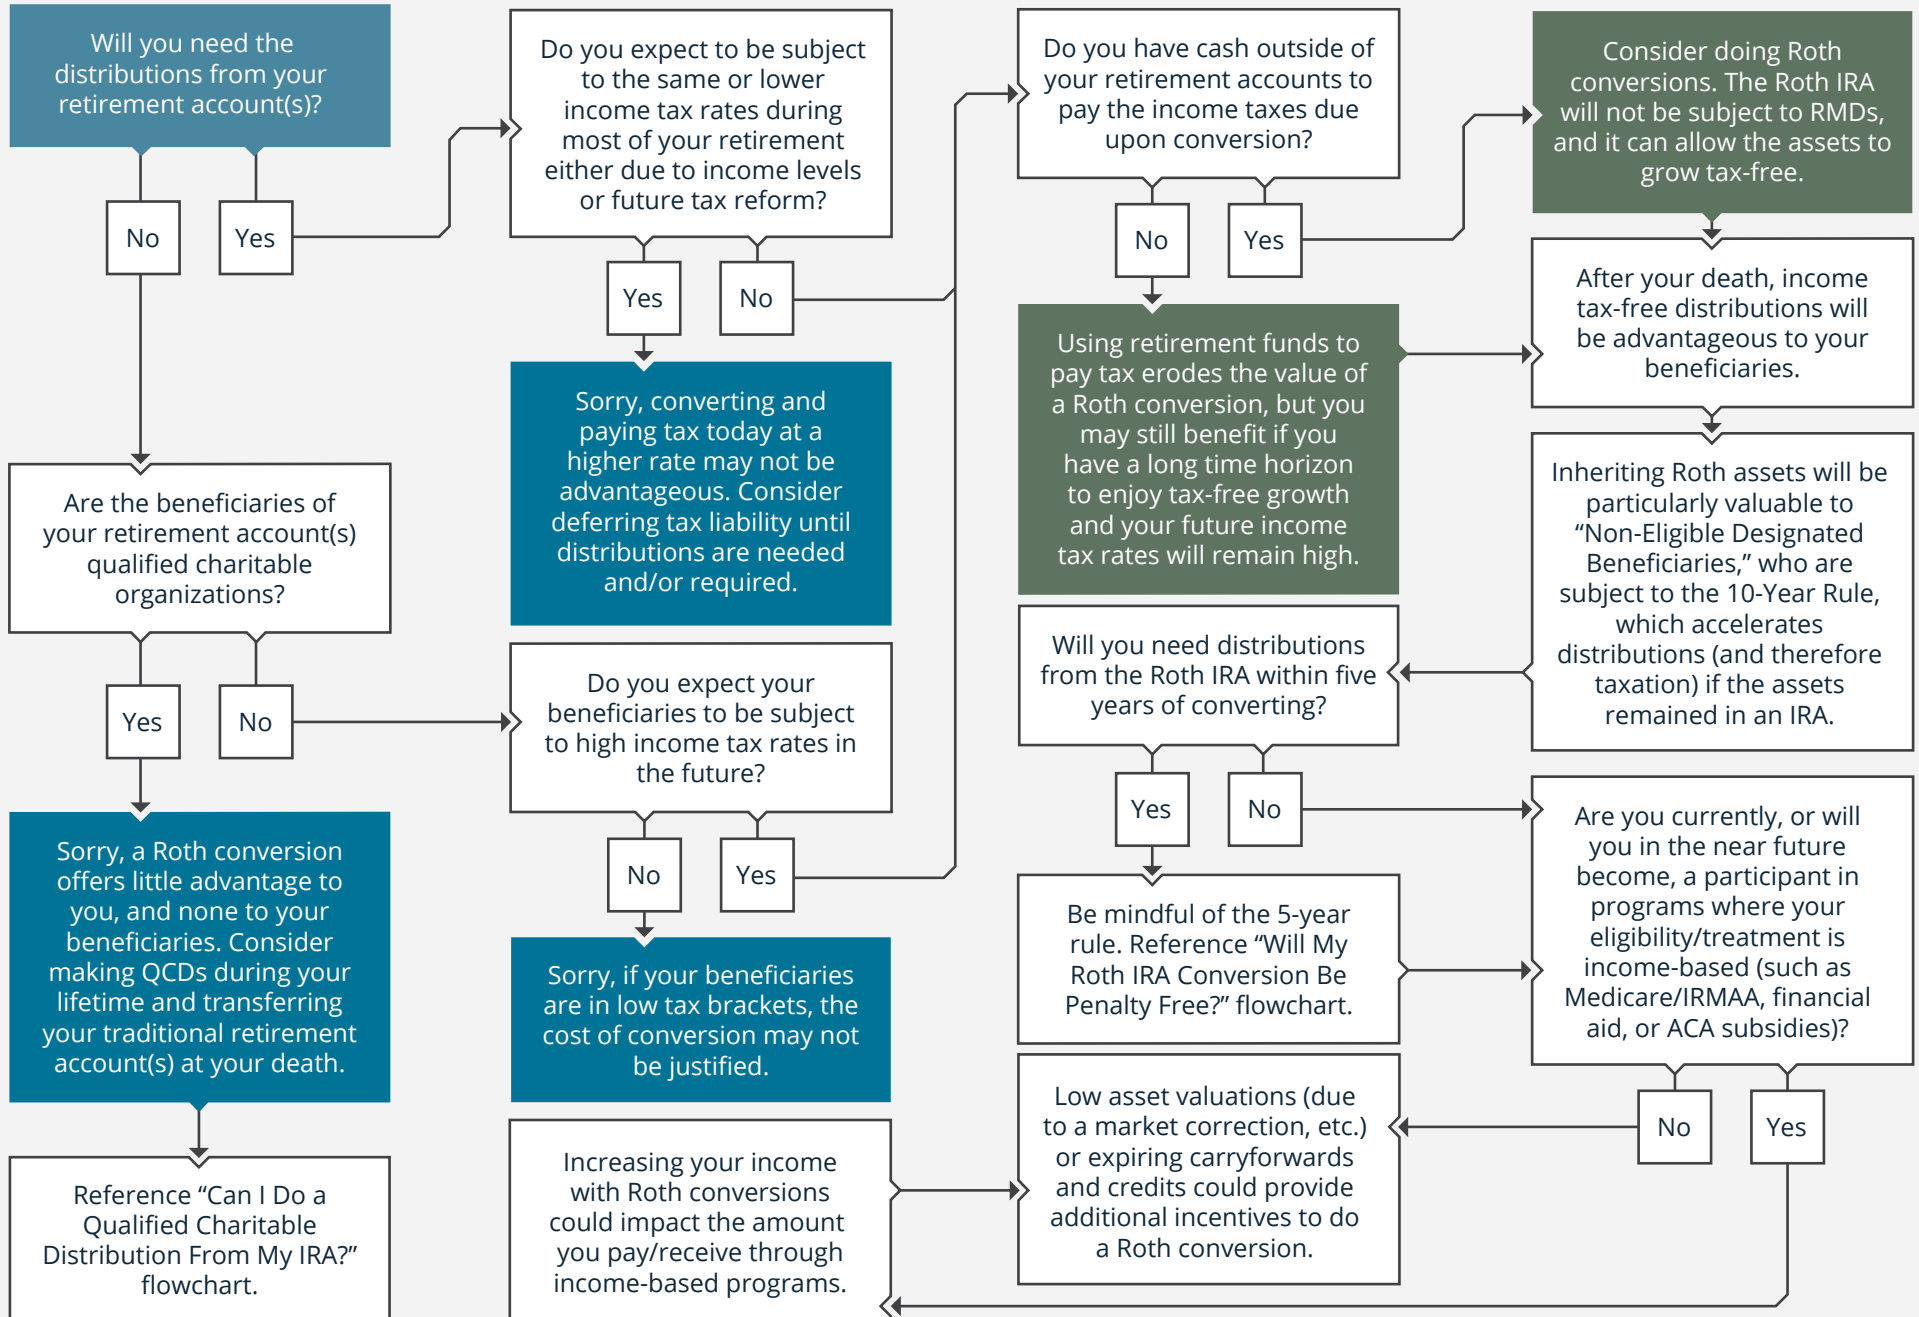 Will you need the
distributions from your
retirement account(s)?
No
Yes
Are the beneficiaries of
your retirement account(s)
qualified charitable
organizations?
Yes
No
Sorry, a Roth conversion
offers little advantage to
you, and none to your
beneficiaries. Consider
making QCDs during your
lifetime and transferring
your traditional retirement
account(s) at your death.
Reference “Can I Do a
Qualified Charitable
Distribution From My IRA?”
flowchart.
Do you expect to be subject
to the same or lower
income tax rates during
most of your retirement
either due to income levels
or future tax reform?
Yes
No
Sorry, converting and
paying tax today at a
higher rate may not be
advantageous. Consider
deferring tax liability until
distributions are needed
and/or required.
Do you expect your
beneficiaries to be subject
to high income tax rates in
the future?
No
Yes
Sorry, if your beneficiaries
are in low tax brackets, the
cost of conversion may not
be justified.
Increasing your income
with Roth conversions
could impact the amount
you pay/receive through
income-based programs.
Do you have cash outside of
your retirement accounts to
pay the income taxes due
upon conversion?
No
Yes
Using retirement funds to
pay tax erodes the value of
a Roth conversion, but you
may still benefit if you
have a long time horizon
to enjoy tax-free growth
and your future income
tax rates will remain high.
Will you need distributions
from the Roth IRA within five
years of converting?
Yes
No
Be mindful of the 5-year
rule. Reference “Will My
Roth IRA Conversion Be
Penalty Free?” flowchart.
Low asset valuations (due
to a market correction, etc.)
or expiring carryforwards
and credits could provide
additional incentives to do
a Roth conversion.
Consider doing Roth
conversions. The Roth IRA
will not be subject to RMDs,
and it can allow the assets to
grow tax-free.
After your death, income
tax-free distributions will
be advantageous to your
beneficiaries.
Inheriting Roth assets will be
particularly valuable to
“Non-Eligible Designated
Beneficiaries,” who are
subject to the 10-Year Rule,
which accelerates
distributions (and therefore
taxation) if the assets
remained in an IRA.
Are you currently, or will
you in the near future
become, a participant in
programs where your
eligibility/treatment is
income-based (such as
Medicare/IRMAA, financial
aid, or ACA subsidies)?
No
Yes